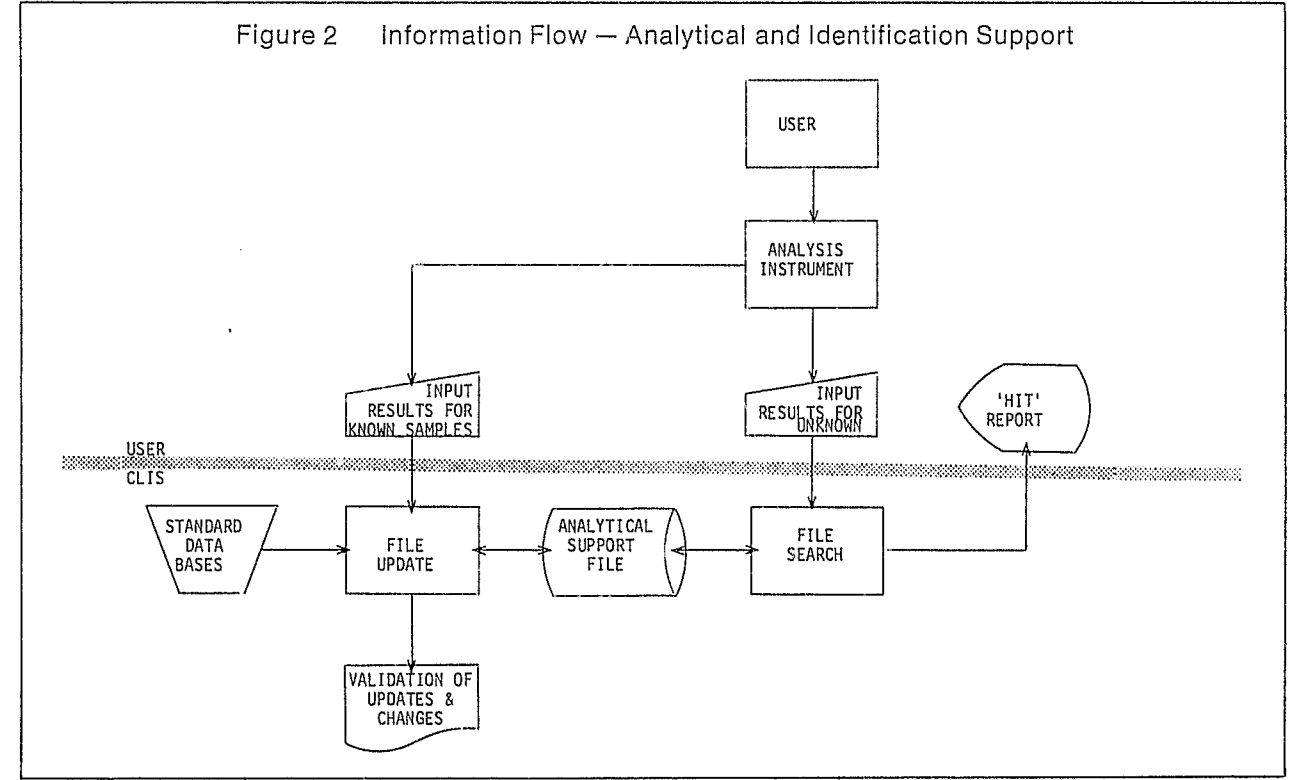 Figure 2 Information Flow — Analytical and Identification Support
USER
ANALYSIS
INSTRUMENT
INPUT
RESULTS FOR
KNOWN SAMPLES
INPUT
RESULTS FOR
UNKNOWN
'HIT'
REPORT
USER
CLIS
STANDARD
DATA
BASES
FILE
UPDATE
ANALYTICAL
SUPPORT
FILE
FILE
SEARCH
VALIDATION OF
UPDATES &
CHANGES